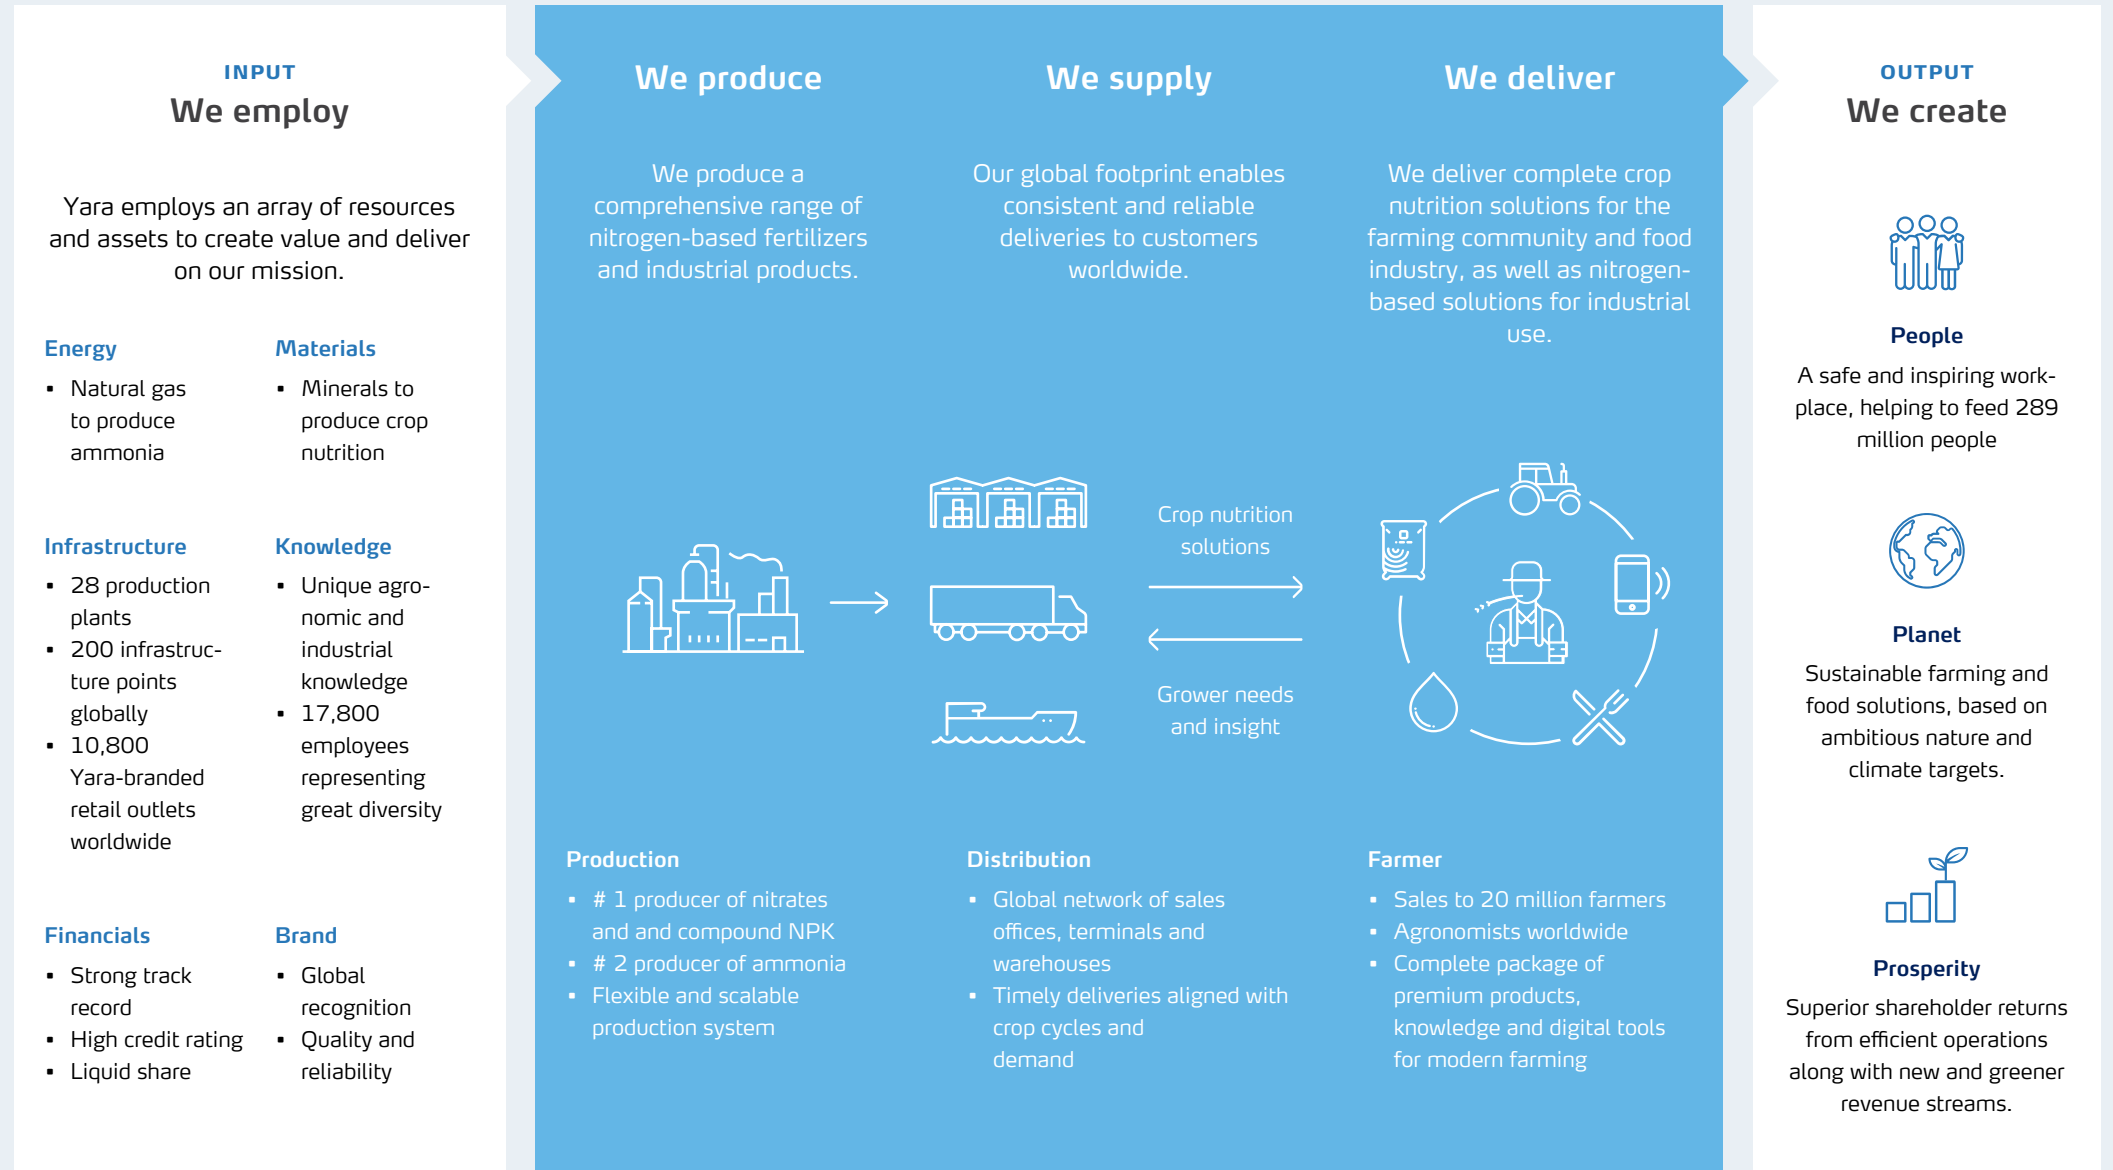 INPUT
We employ
Yara employs an array of resources
and assets to create value and deliver
on our mission.
Energy
▪ Natural gas
to produce
ammonia
Materials
▪ Minerals to
produce crop
nutrition
Infrastructure
▪ 28 production
plants
▪ 200 infrastruc-
ture points
globally
▪ 10,800
Yara-branded
retail outlets
worldwide
Knowledge
▪ Unique agro-
nomic and
industrial
knowledge
▪ 17,800
employees
representing
great diversity
Financials
▪ Strong track
record
▪ High credit rating
▪ Liquid share
Brand
▪ Global
recognition
▪ Quality and
reliability
We produce
We produce a
comprehensive range of
nitrogen-based fertilizers
and industrial products.
We supply
Our global footprint enables
consistent and reliable
deliveries to customers
worldwide.
We deliver
We deliver complete crop
nutrition solutions for the
farming community and food
industry, as well as nitrogen-
based solutions for industrial
use.
Crop nutrition
solutions
Grower needs
and insight
Production
▪ # 1 producer of nitrates
and and compound NPK
▪ # 2 producer of ammonia
▪ Flexible and scalable
production system
Distribution
▪ Global network of sales
offices, terminals and
warehouses
▪ Timely deliveries aligned with
crop cycles and
demand
Farmer
▪ Sales to 20 million farmers
▪ Agronomists worldwide
▪ Complete package of
premium products,
knowledge and digital tools
for modern farming
OUTPUT
We create
People
A safe and inspiring work-
place, helping to feed 289
million people
Planet
Sustainable farming and
food solutions, based on
ambitious nature and
climate targets.
Prosperity
Superior shareholder returns
from efficient operations
along with new and greener
revenue streams.